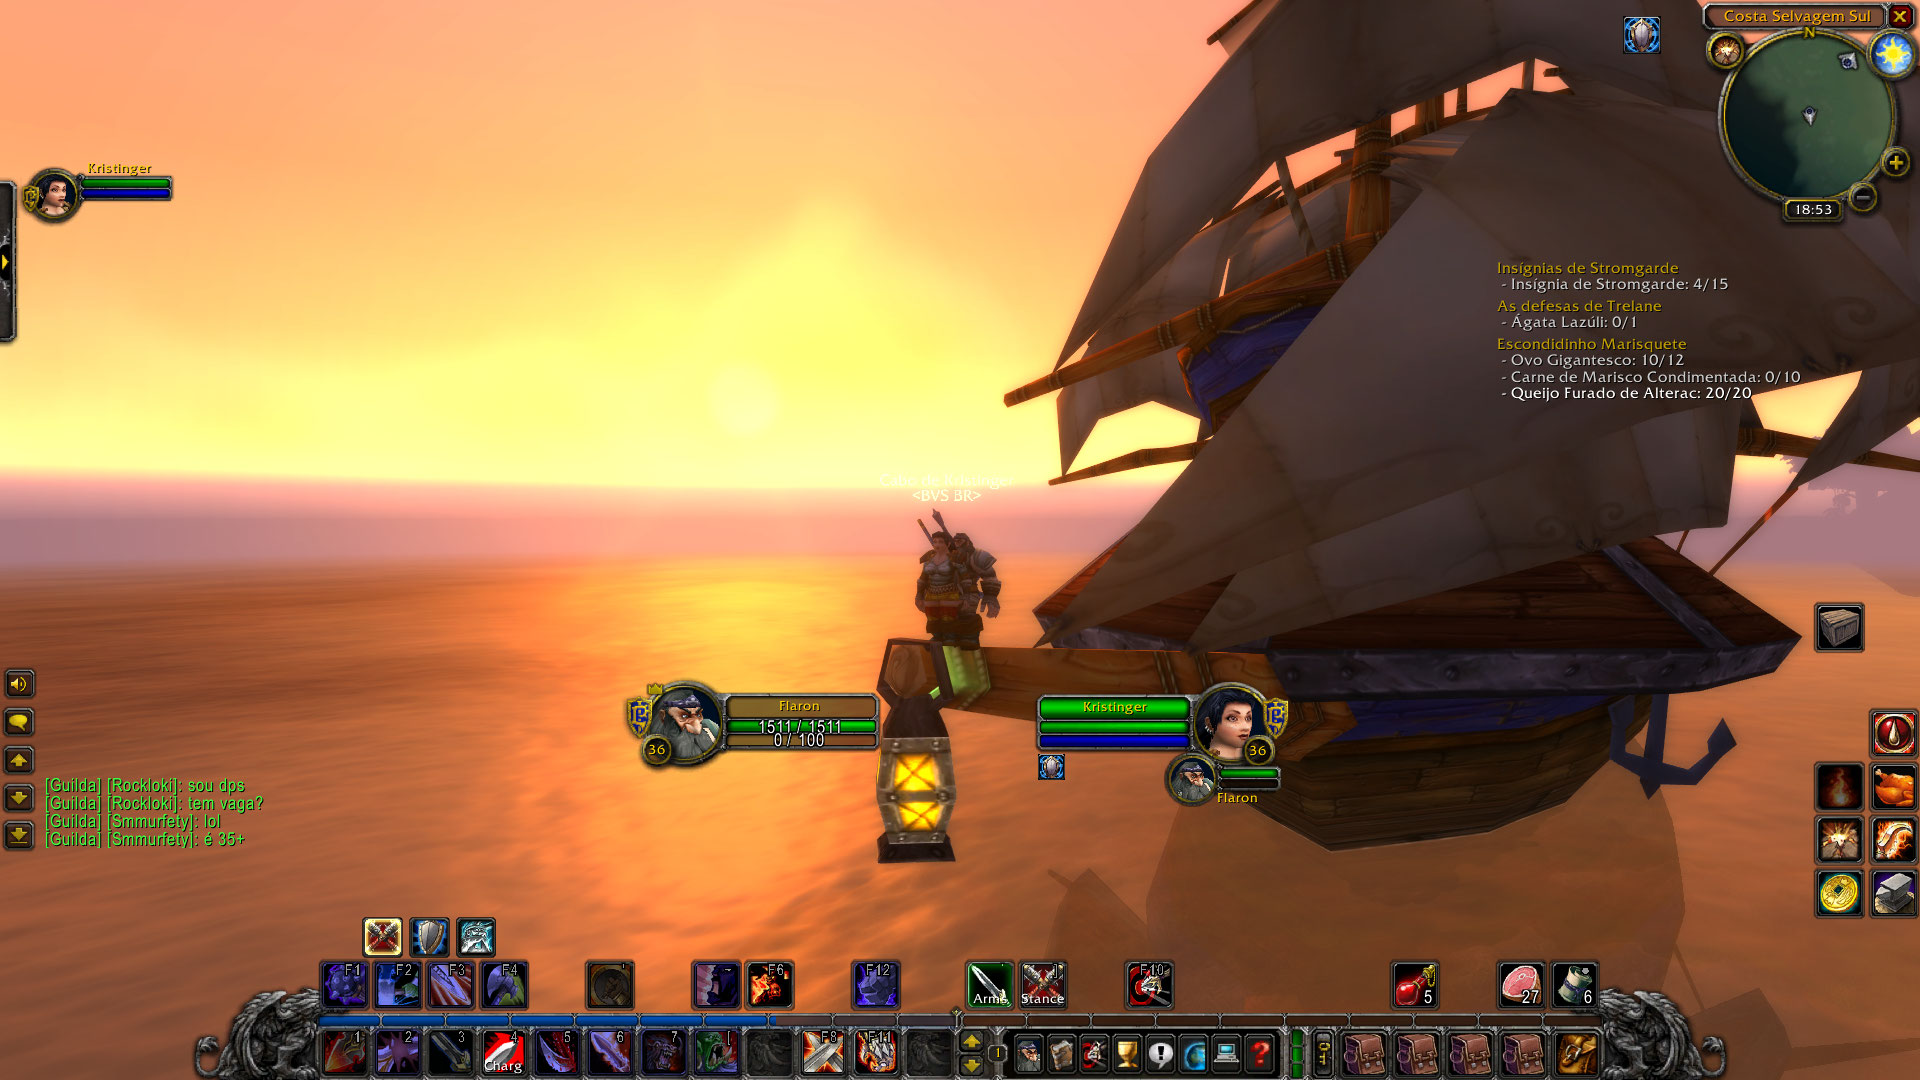 Costa Selvagem Sul
N
18:53
Kristinger
Insígnias de Stromgarde
- Insígnia de Stromgarde: 4/15
As defesas de Trelane
- Ágata Lazúli: 0/1
Escondidinho Marisquete
- Ovo Gigantesco: 10/12
- Carne de Marisco Condimentada: 0/10
- Queijo Furado de Alterac: 20/20
Cabo de Kristinger
<BVS BR>
Flaron
1511 / 1511
0 / 100
36
Kristinger
36
Flaron
[Guilda] [Rockloki]: sou dps
[Guilda] [Rockloki]: tem vaga?
[Guilda] [Smmurfety]: lol
[Guilda] [Smmurfety]: é 35+
F1 F2 F3 F4 F6 F12 F10
Arms Stance
5 27 6
1 2 3 4 5 6 7 [ F8 F11
Charg
1